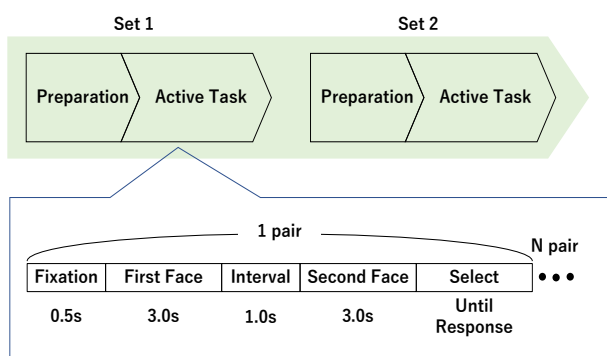 Set 1
Set 2
Preparation
Active Task
Preparation
Active Task
1 pair
N pair
Fixation
First Face
Interval
Second Face
Select
•••
0.5s
3.0s
1.0s
3.0s
Until
Response